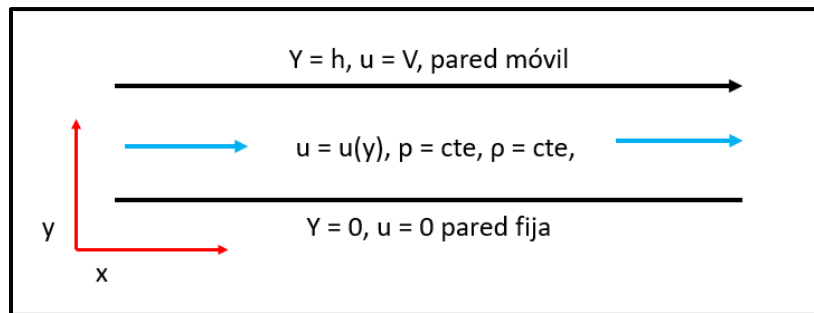 Y = h, u = V, pared móvil
u = u(y), p = cte, ρ = cte,
Y = 0, u = 0 pared fija
y
x